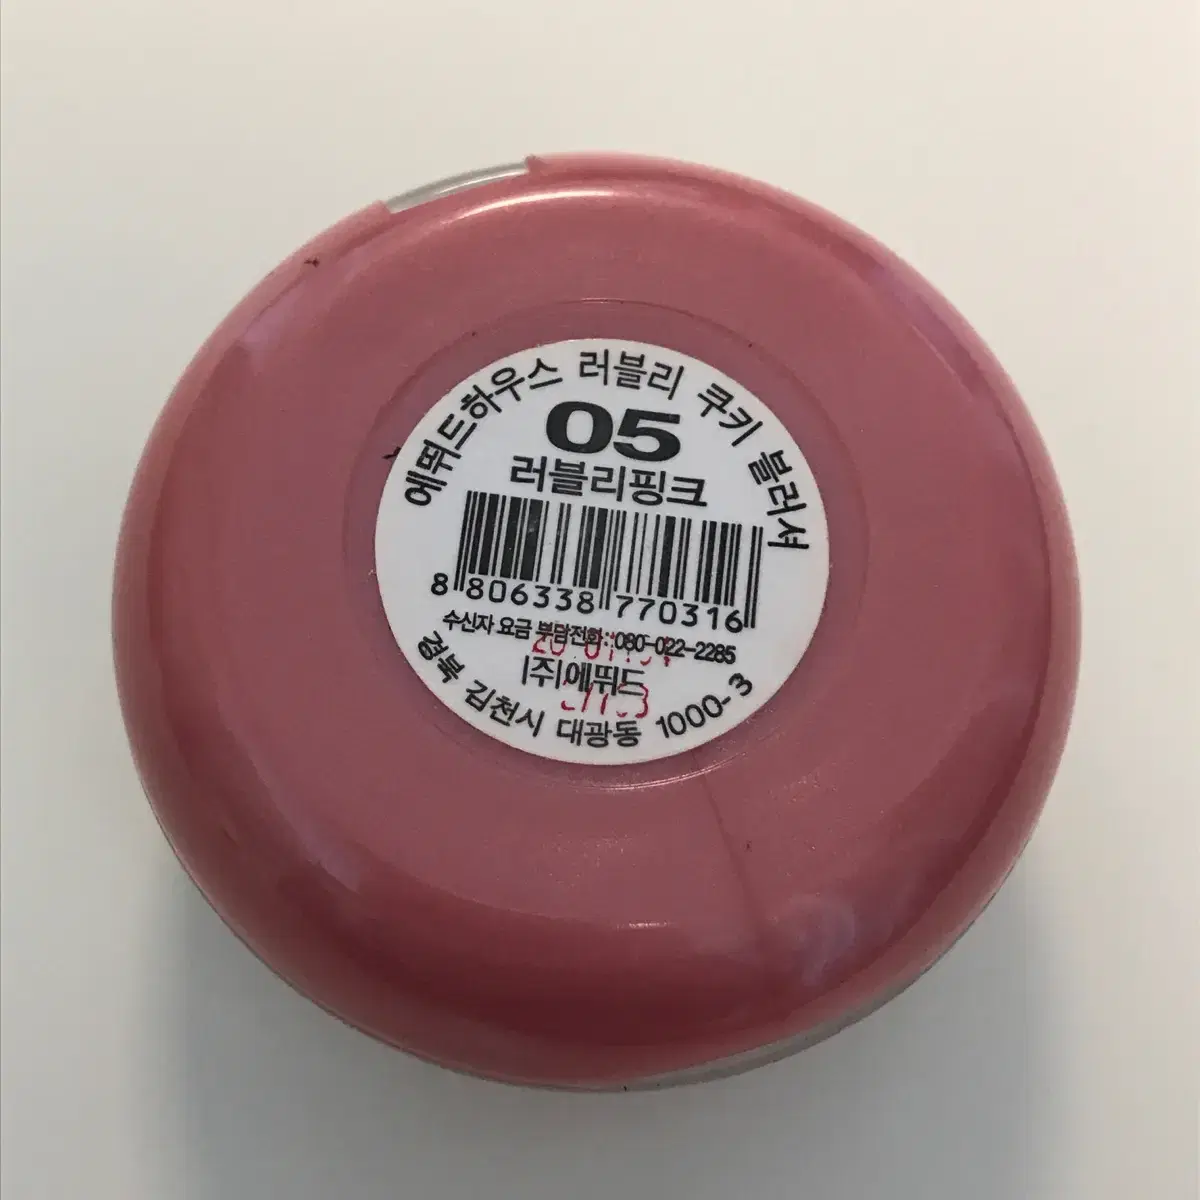 에뛰드하우스 러블리 쿠키 블러셔
05
러블리핑크
8 806338 770316
수신자 요금 부담전화: 080-022-2285
(주)에뛰드
경북 김천시 대광동 1000-3